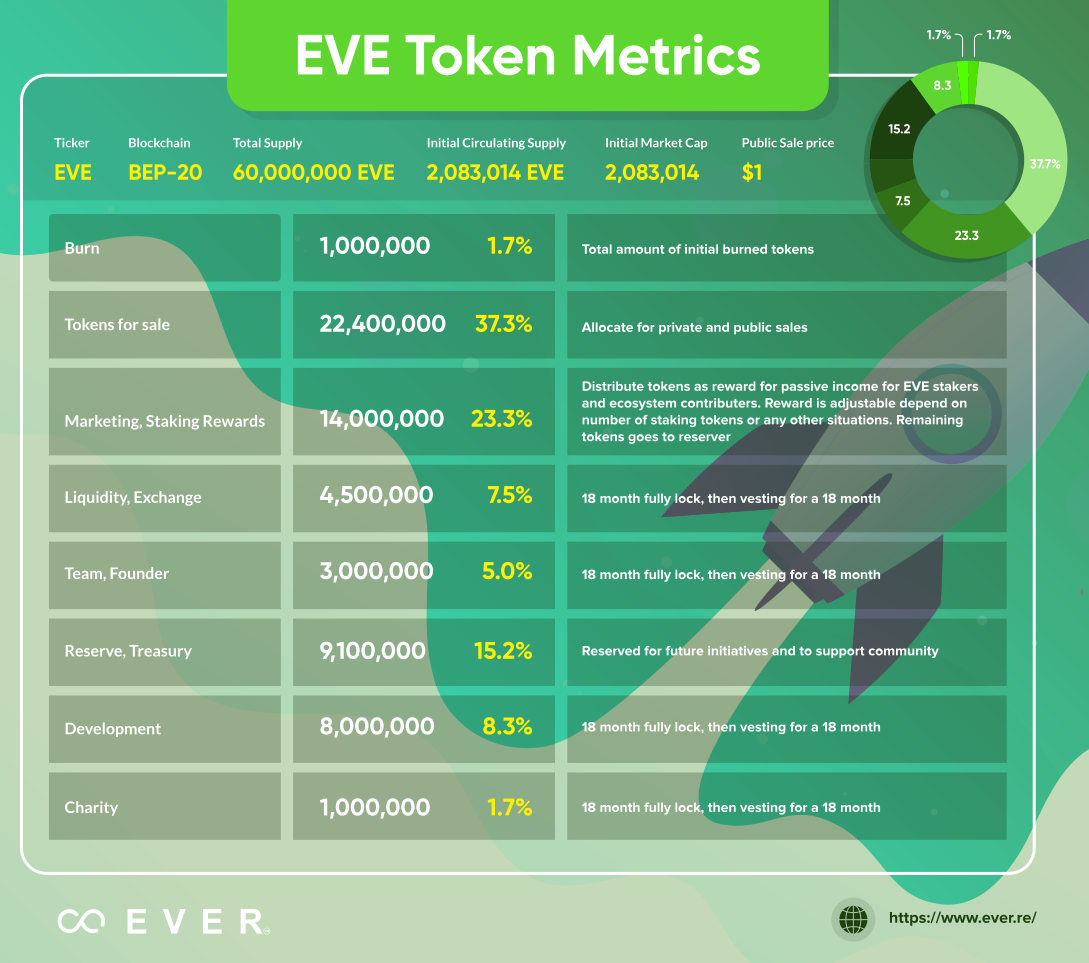 EVE Token Metrics
1.7%
1.7%
8.3
15.2
37.7%
7.5
23.3
Ticker
Blockchain
Total Supply
Initial Circulating Supply
Initial Market Cap
Public Sale price
EVE
BEP-20
60,000,000 EVE
2,083,014 EVE
2,083,014
$1
Burn
1,000,000
1.7%
Total amount of initial burned tokens
Tokens for sale
22,400,000
37.3%
Allocate for private and public sales
Marketing, Staking Rewards
14,000,000
23.3%
Distribute tokens as reward for passive income for EVE stakers
and ecosystem contributers. Reward is adjustable depend on
number of staking tokens or any other situations. Remaining
tokens goes to reserver
Liquidity, Exchange
4,500,000
7.5%
18 month fully lock, then vesting for a 18 month
Team, Founder
3,000,000
5.0%
18 month fully lock, then vesting for a 18 month
Reserve, Treasury
9,100,000
15.2%
Reserved for future initiatives and to support community
Development
8,000,000
8.3%
18 month fully lock, then vesting for a 18 month
Charity
1,000,000
1.7%
18 month fully lock, then vesting for a 18 month
EVER
https://www.ever.re/